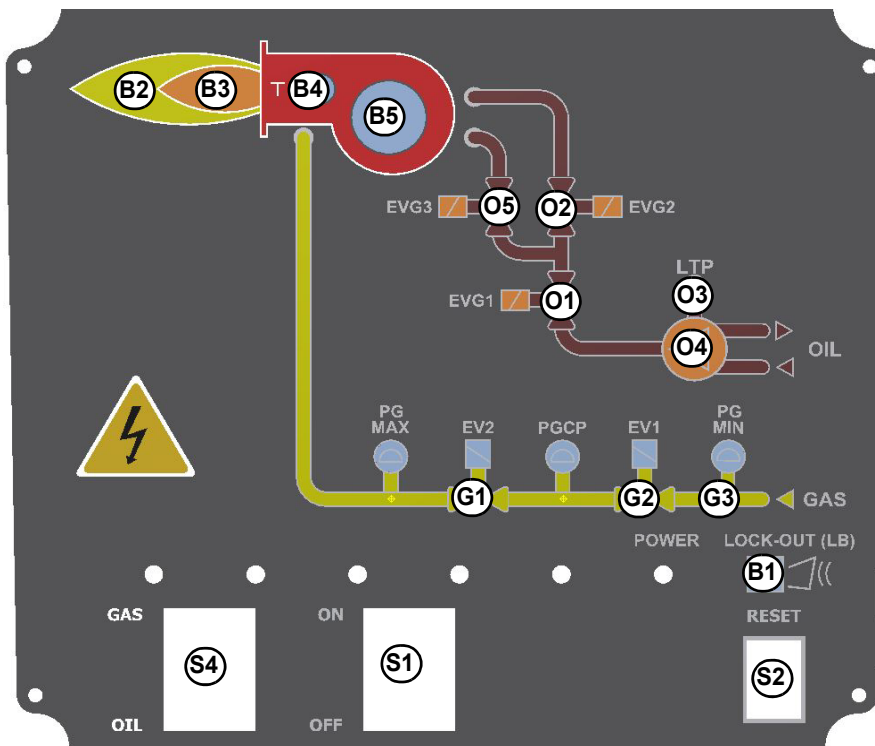 B2 B3 T B4
B5
EVG3 O5 O2 EVG2
LTP
O3
EVG1 O1
O4
OIL
PG
MAX
EV2
PGCP
EV1
PG
MIN
G1 G2 G3 GAS
POWER
LOCK-OUT (LB)
B1
GAS
ON
RESET
S4
S1
S2
OIL
OFF